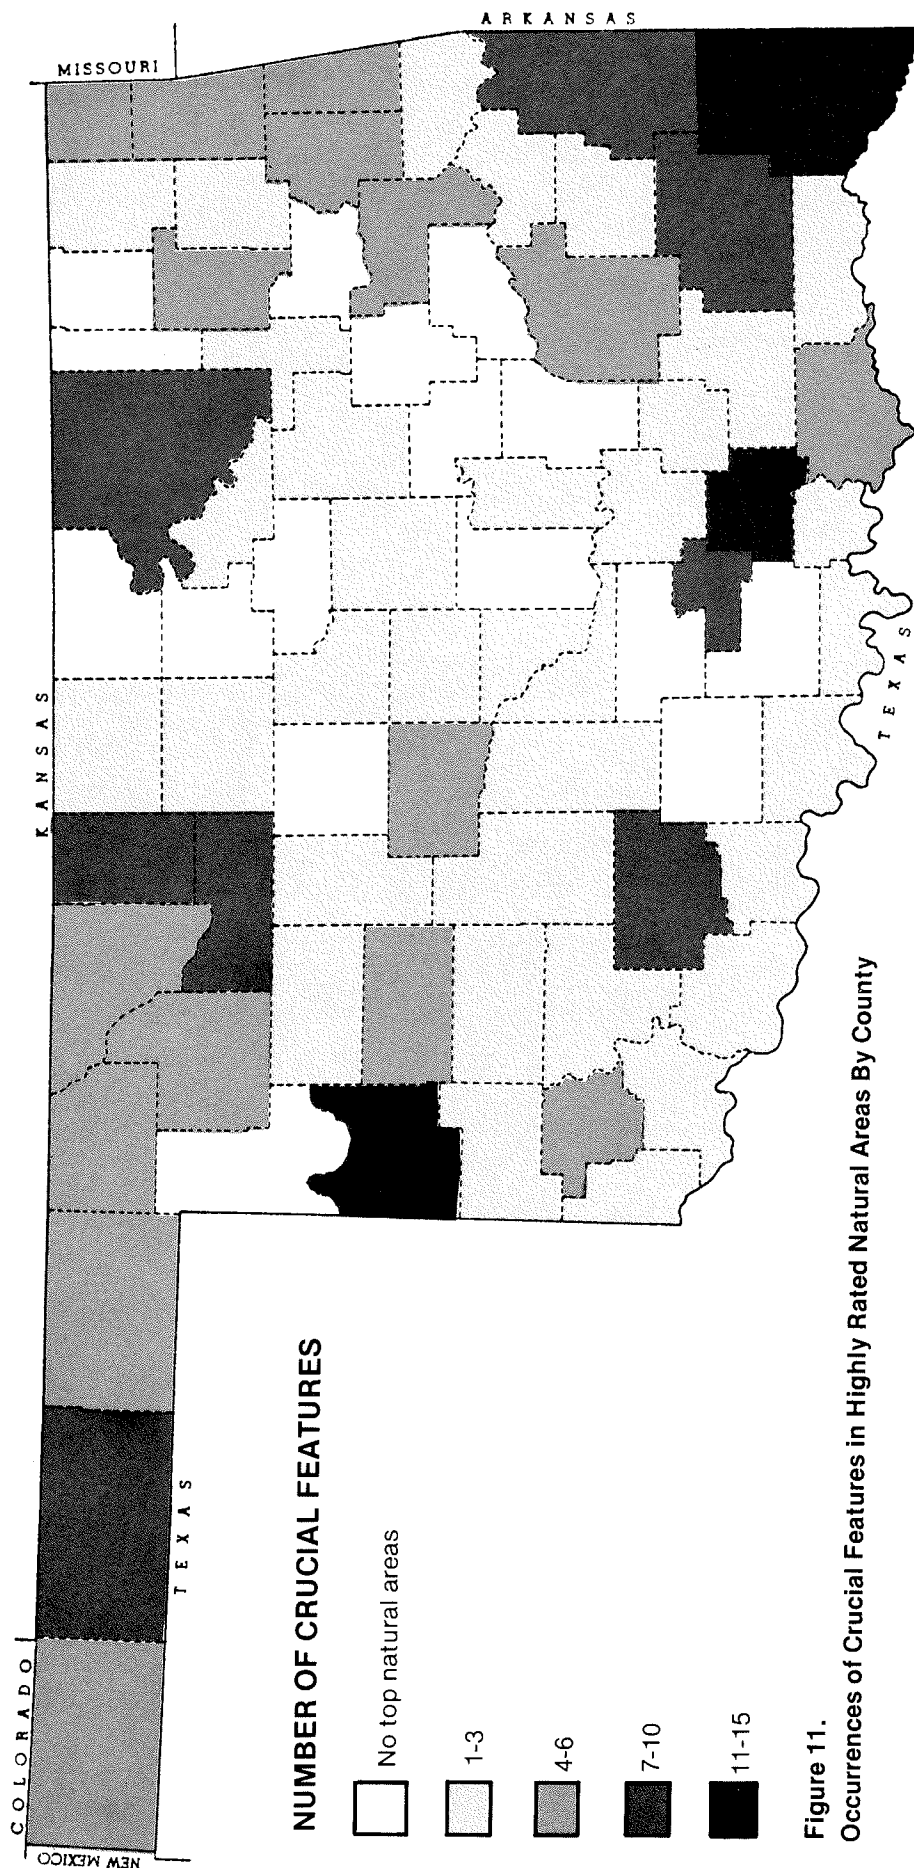 COLORADO
KANSAS
MISSOURI
NEW MEXICO
TEXAS
ARKANSAS
TEXAS
NUMBER OF CRUCIAL FEATURES
No top natural areas
1-3
4-6
7-10
11-15
Figure 11.
Occurrences of Crucial Features in Highly Rated Natural Areas By County